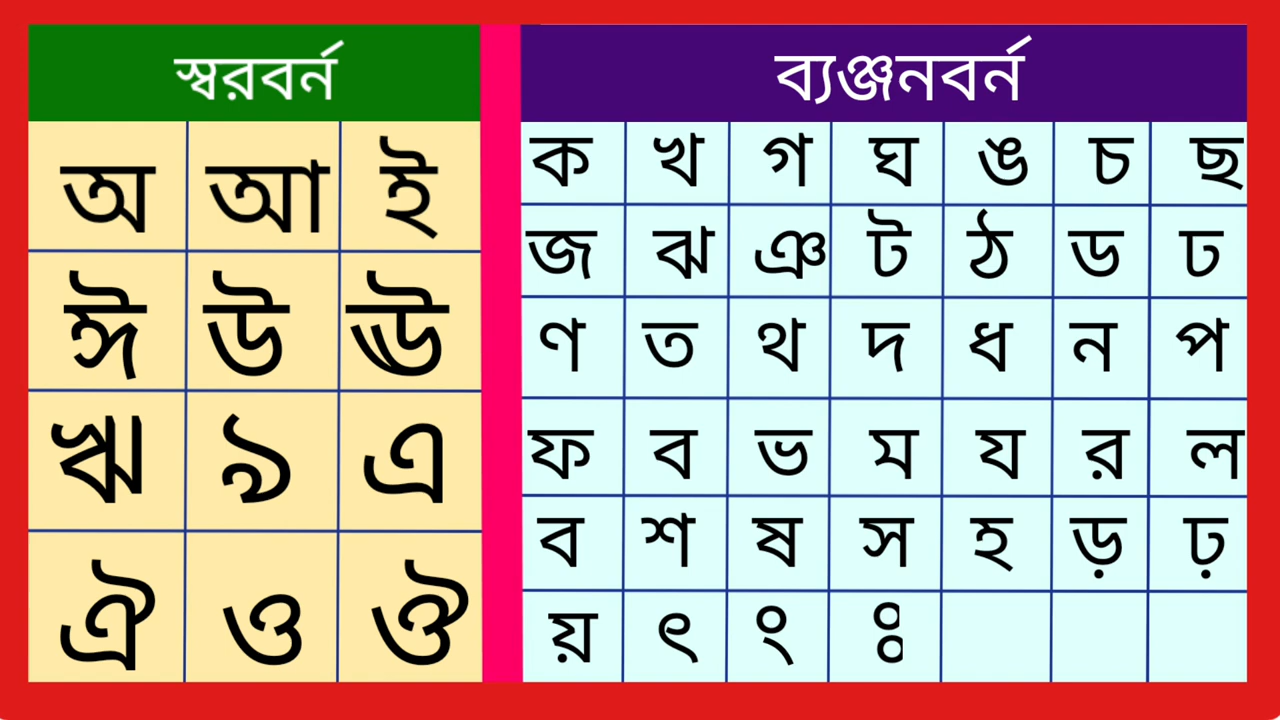 স্বরবর্ন
অ আ ই
ঈ উ ঊ
ঋ ৯ এ
ঐ ও ঔ
ব্যঞ্জনবর্ন
ক খ গ ঘ ঙ চ ছ
জ ঝ ঞ ট ঠ ড ঢ
ণ ত থ দ ধ ন প
ফ ব ভ ম য র ল
ব শ ষ স হ ড় ঢ়
য় ৎ ং ঃ